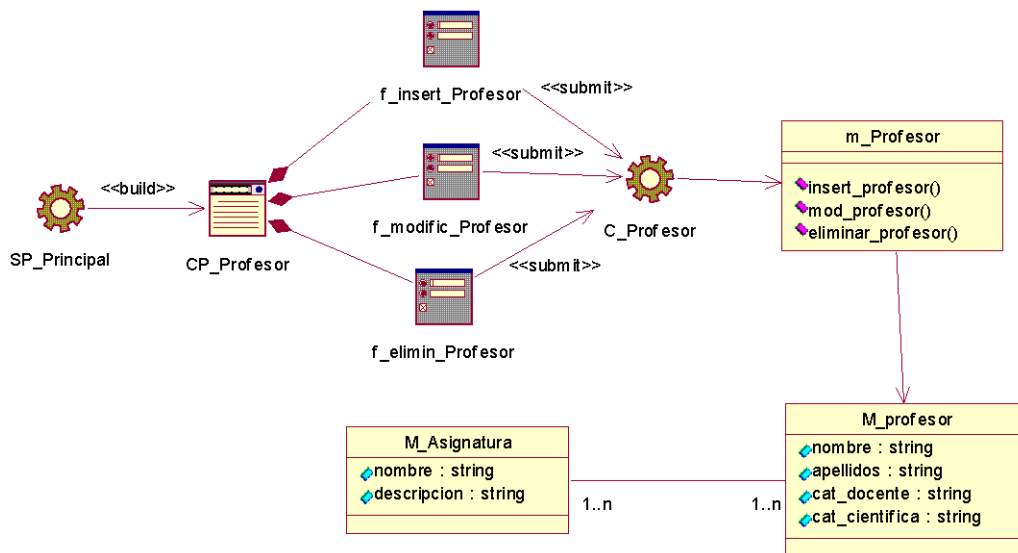 f_insert_Profesor
<<submit>>
<<build>>
SP_Principal
CP_Profesor
<<submit>>
f_modific_Profesor
C_Profesor
<<submit>>
f_elimin_Profesor
m_Profesor
insert_profesor()
mod_profesor()
eliminar_profesor()
M_Asignatura
nombre : string
descripcion : string
1..n
1..n
M_profesor
nombre : string
apellidos : string
cat_docente : string
cat_cientifica : string